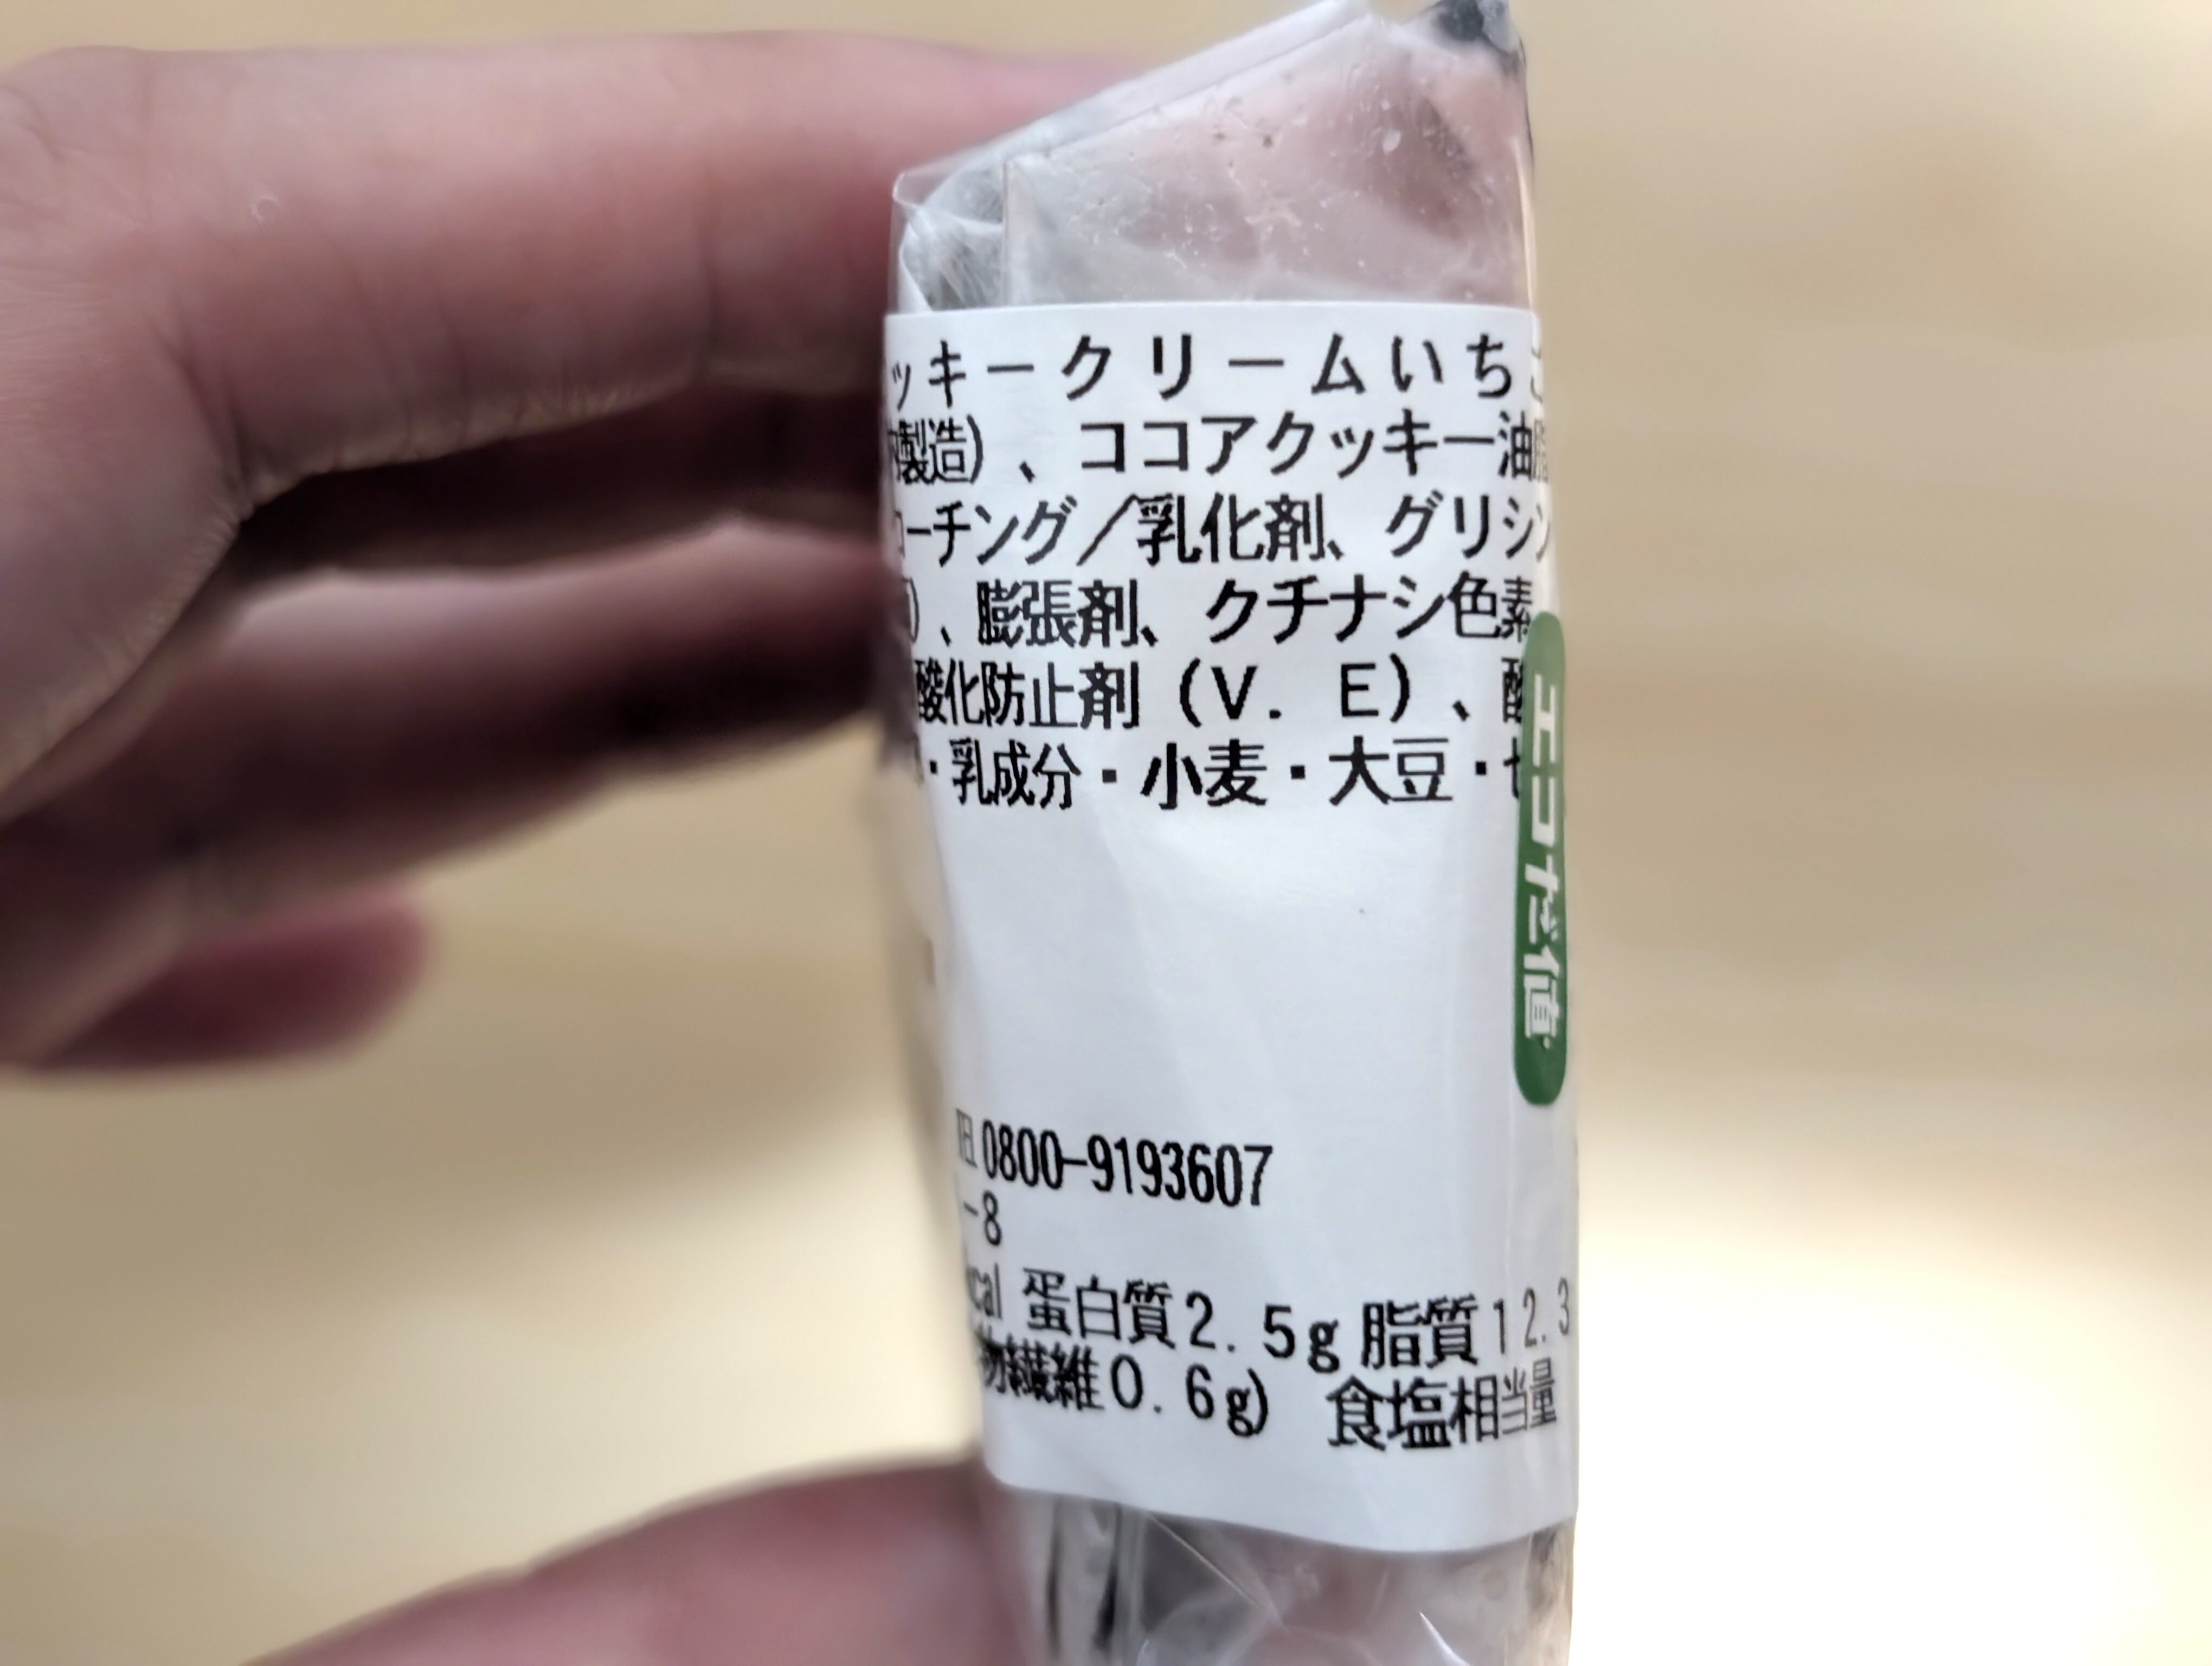 ッキークリームいちご
製造)、ココアクッキー油脂
コーチング/乳化剤、グリシン
)、膨張剤、クチナシ色素
酸化防止剤(V. E)、酸
・乳成分・小麦・大豆・
エコだ値
0800-9193607
-8
kcal 蛋白質2.5g 脂質12.3
物繊維0.6g) 食塩相当量